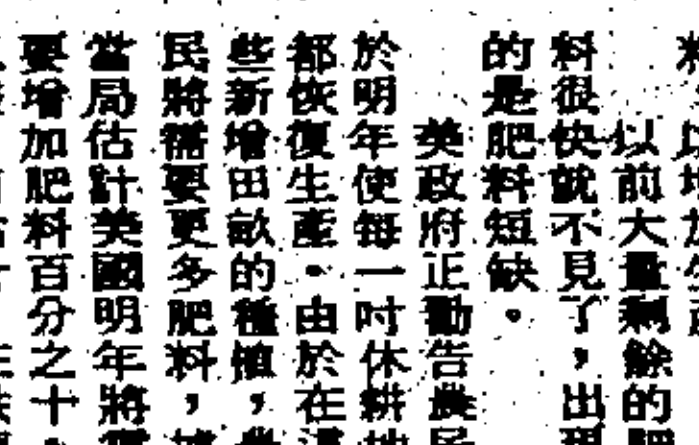 以前大量剩餘的肥
料很快就不見了，出現
的是肥料短缺。
美政府正勸告農民
於明年使每一吋休耕地
都恢復生產。由於在這
些新增田畝的種植，農
民將需要更多肥料，據
當局估計美國明年將需
要增加肥料百分之十